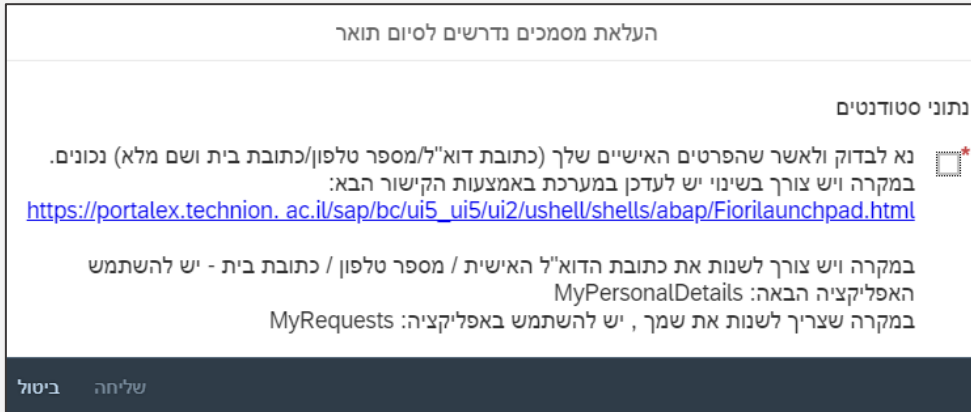 העלאת מסמכים נדרשים לסיום תואר
נתוני סטודנטים
* נא לבדוק ולאשר שהפרטים האישיים שלך (כתובת דוא"ל/מספר טלפון/כתובת בית ושם מלא) נכונים.
במקרה ויש צורך בשינוי יש לעדכן במערכת באמצעות הקישור הבא:
https://portalex.technion. ac.il/sap/bc/ui5_ui5/ui2/ushell/shells/abap/Fiorilaunchpad.html
במקרה ויש צורך לשנות את כתובת הדוא"ל האישית / מספר טלפון / כתובת בית - יש להשתמש
האפליקציה הבאה: MyPersonalDetails
במקרה שצריך לשנות את שמך , יש להשתמש באפליקציה: MyRequests
שליחה ביטול